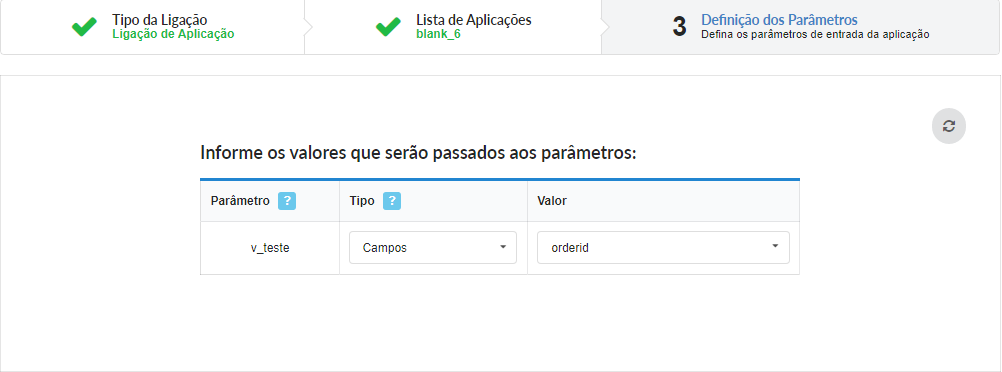 Tipo da Ligação
Ligação de Aplicação
Lista de Aplicações
blank_6
3
Definição dos Parâmetros
Defina os parâmetros de entrada da aplicação
Informe os valores que serão passados aos parâmetros:
Parâmetro ? Tipo ? Valor
v_teste Campos orderid